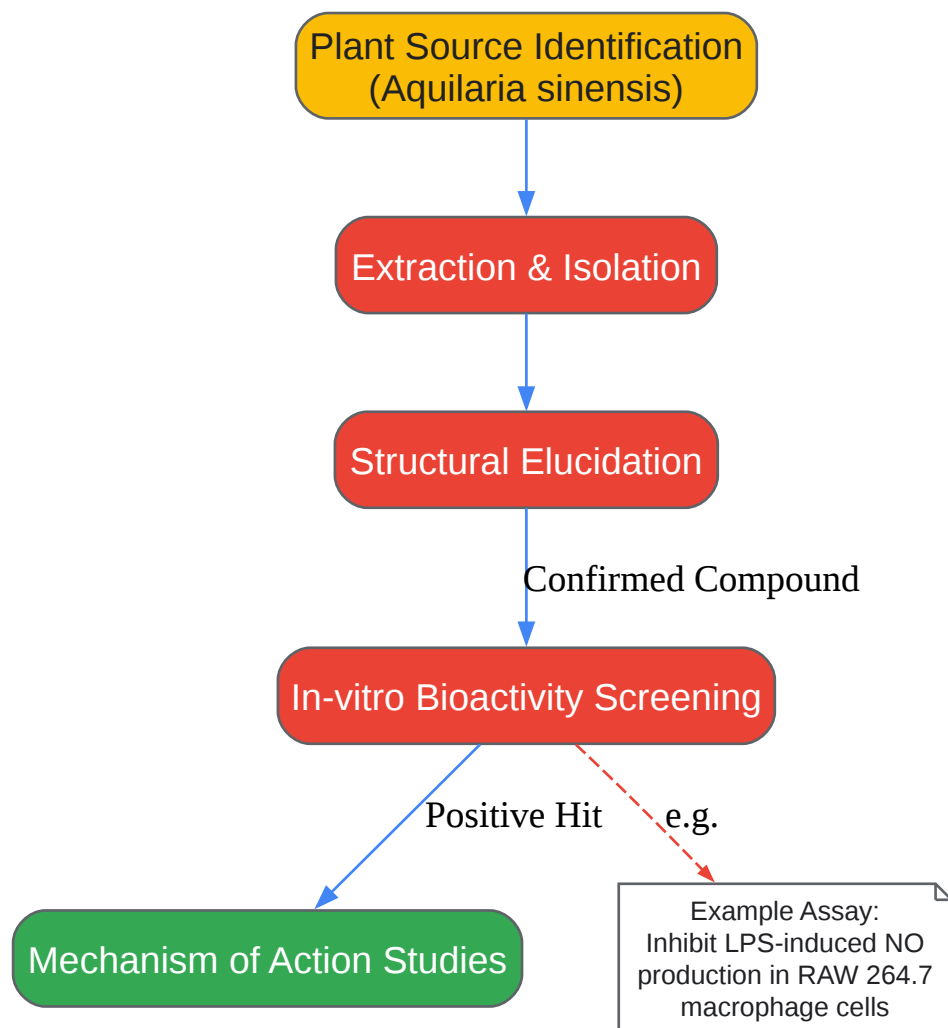 Plant Source Identification
(Aquilaria sinensis)
Extraction & Isolation
Structural Elucidation
Confirmed Compound
In-vitro Bioactivity Screening
Positive Hit
e.g.
Mechanism of Action Studies
Example Assay:
Inhibit LPS-induced NO
production in RAW 264.7
macrophage cells